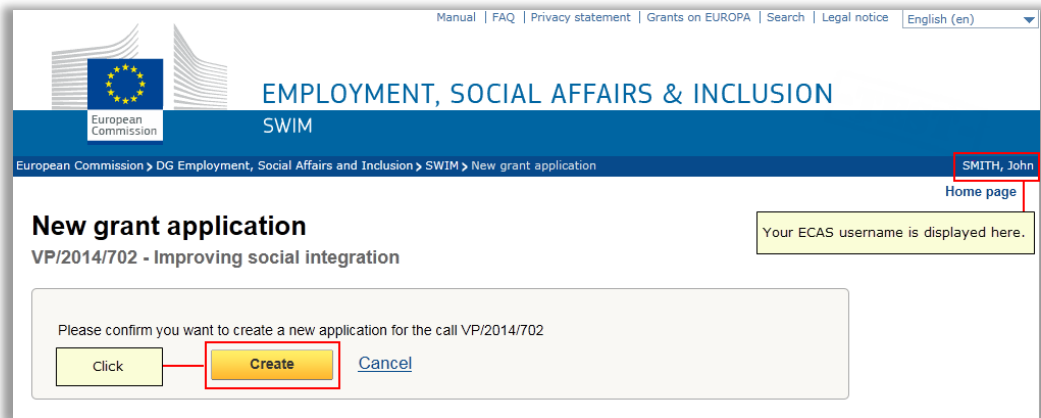 Manual | FAQ | Privacy statement | Grants on EUROPA | Search | Legal notice English (en)
European
Commission
EMPLOYMENT, SOCIAL AFFAIRS & INCLUSION
SWIM
European Commission > DG Employment, Social Affairs and Inclusion > SWIM > New grant application SMITH, John
Home page
New grant application
Your ECAS username is displayed here.
VP/2014/702 - Improving social integration
Please confirm you want to create a new application for the call VP/2014/702
Click Create Cancel